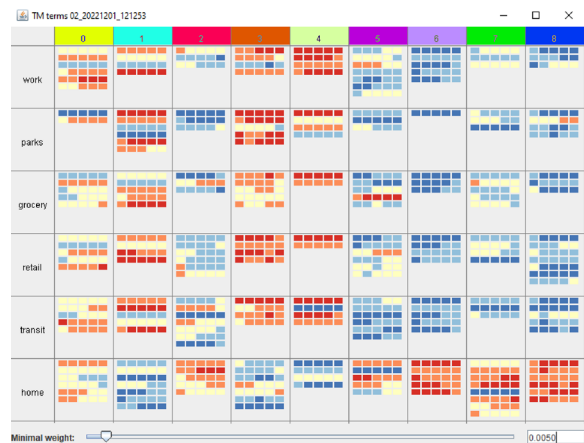 TM terms 02_20221201_121253
0 1 2 3 4 5 6 7 8
work
parks
grocery
retail
transit
home
Minimal weight: 0.0050